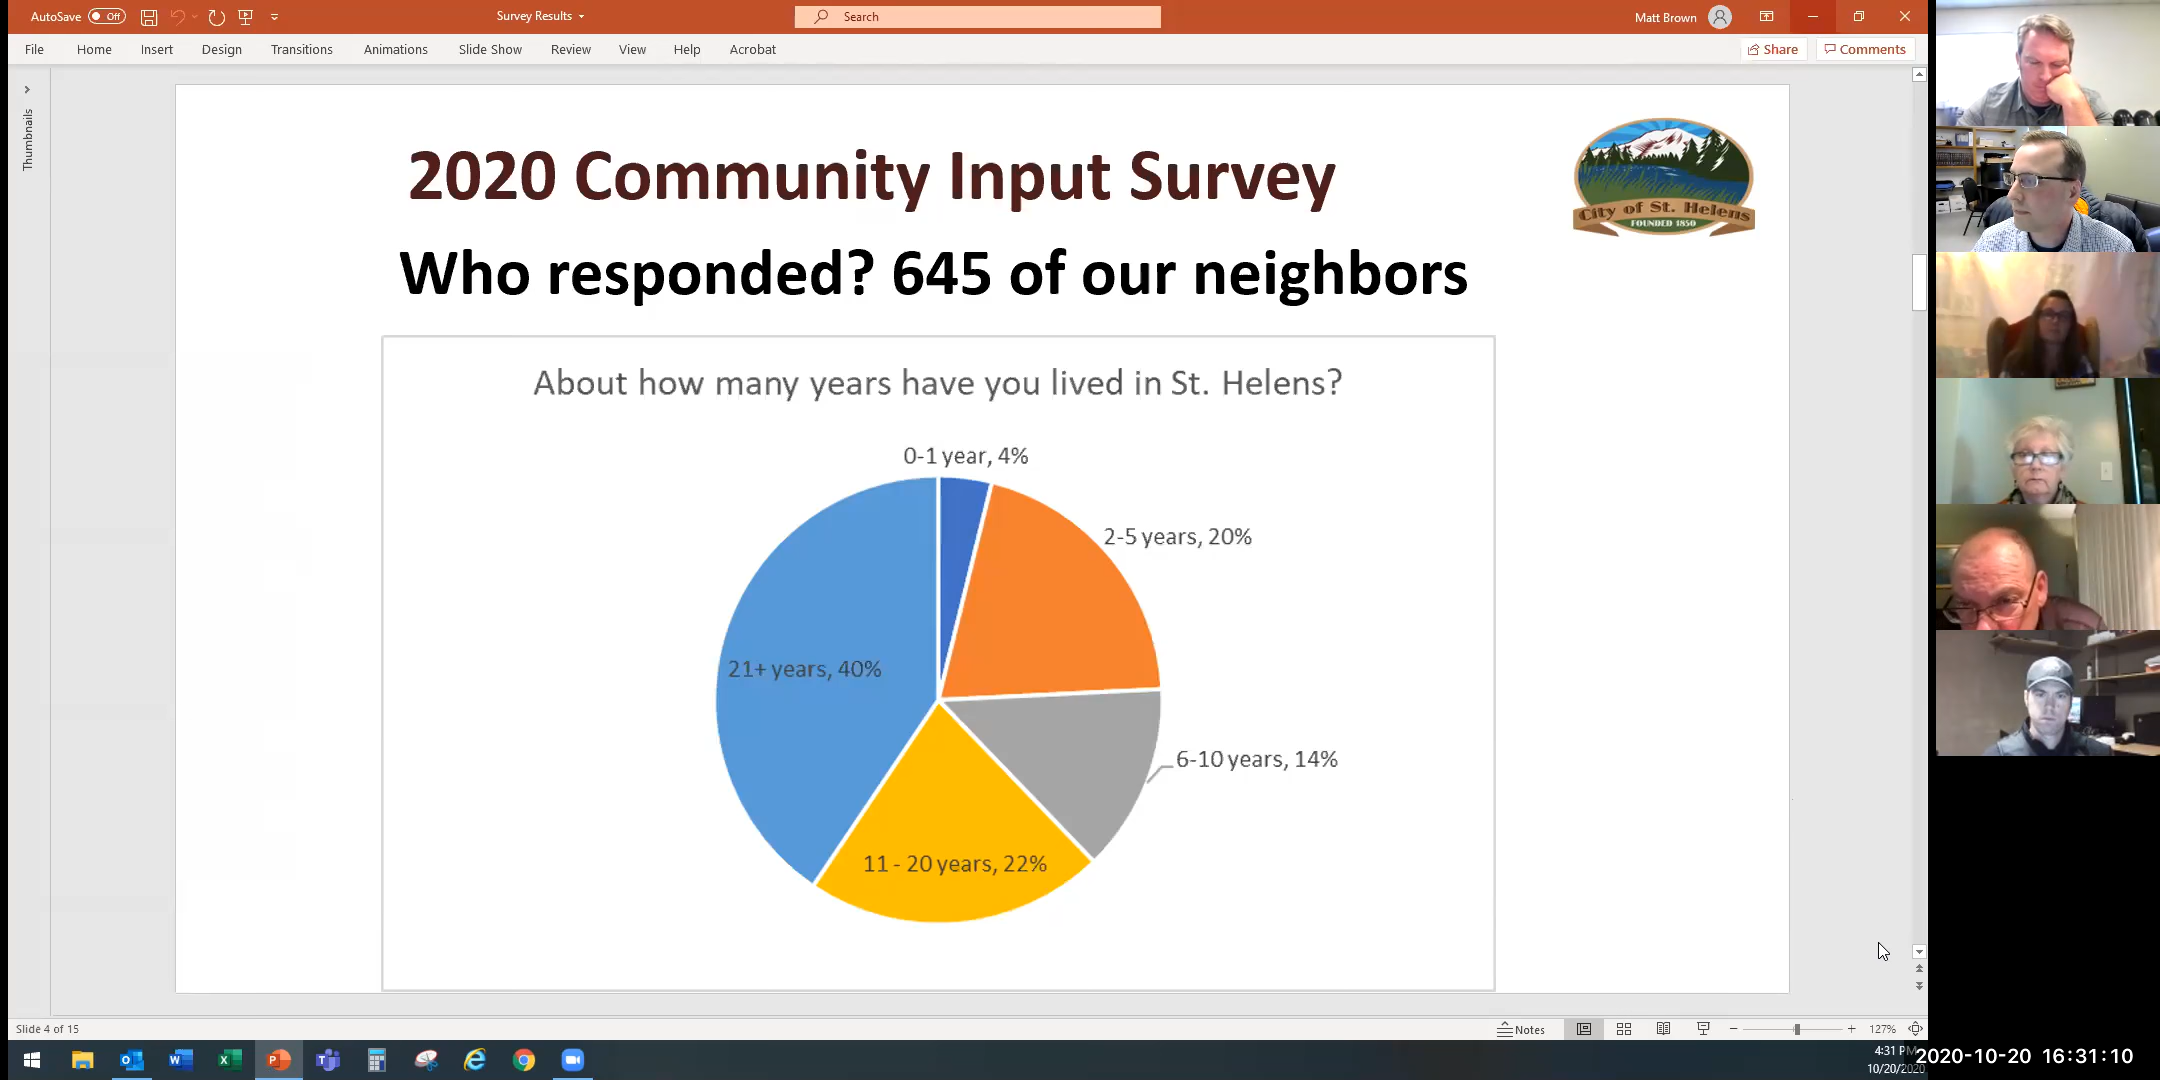 AutoSave Off
Survey Results
Search
Matt Brown
File Home Insert Design Transitions Animations Slide Show Review View Help Acrobat
Share Comments
Thumbnails
2020 Community Input Survey
City of St. Helens
FOUNDED 1850
Who responded? 645 of our neighbors
About how many years have you lived in St. Helens?
0-1 year, 4%
2-5 years, 20%
21+ years, 40%
6-10 years, 14%
11 - 20 years, 22%
Slide 4 of 15
Notes
127%
4:31 PM
2020-10-20 16:31:10
10/20/2020